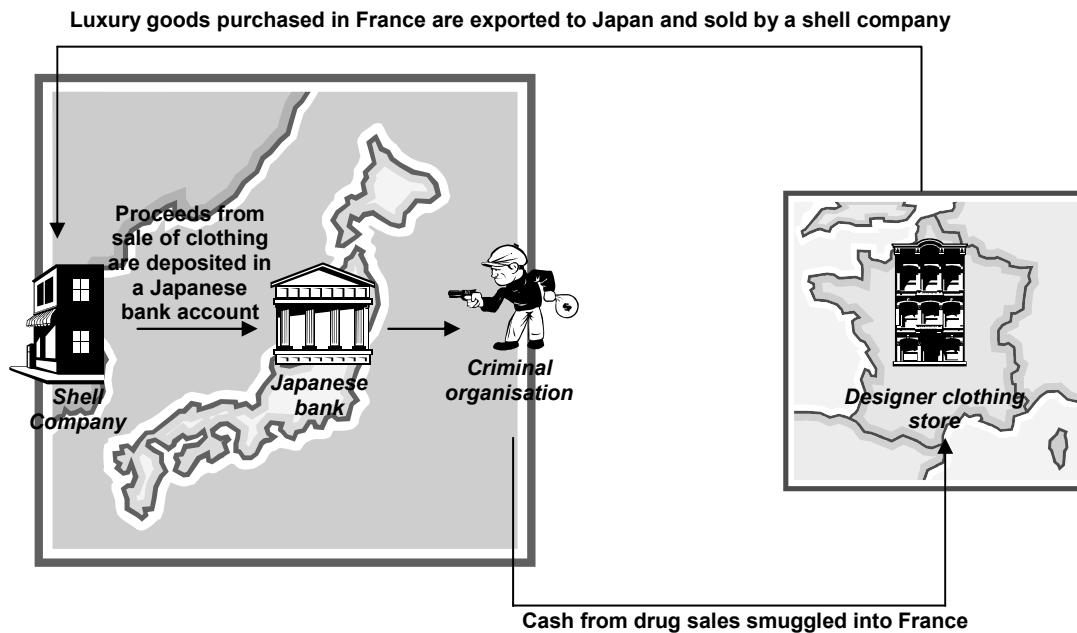 Luxury goods purchased in France are exported to Japan and sold by a shell company
Proceeds from
sale of clothing
are deposited in
a Japanese
bank account
Shell
Company
Japanese
bank
Criminal
organisation
$
Designer clothing
store
Cash from drug sales smuggled into France